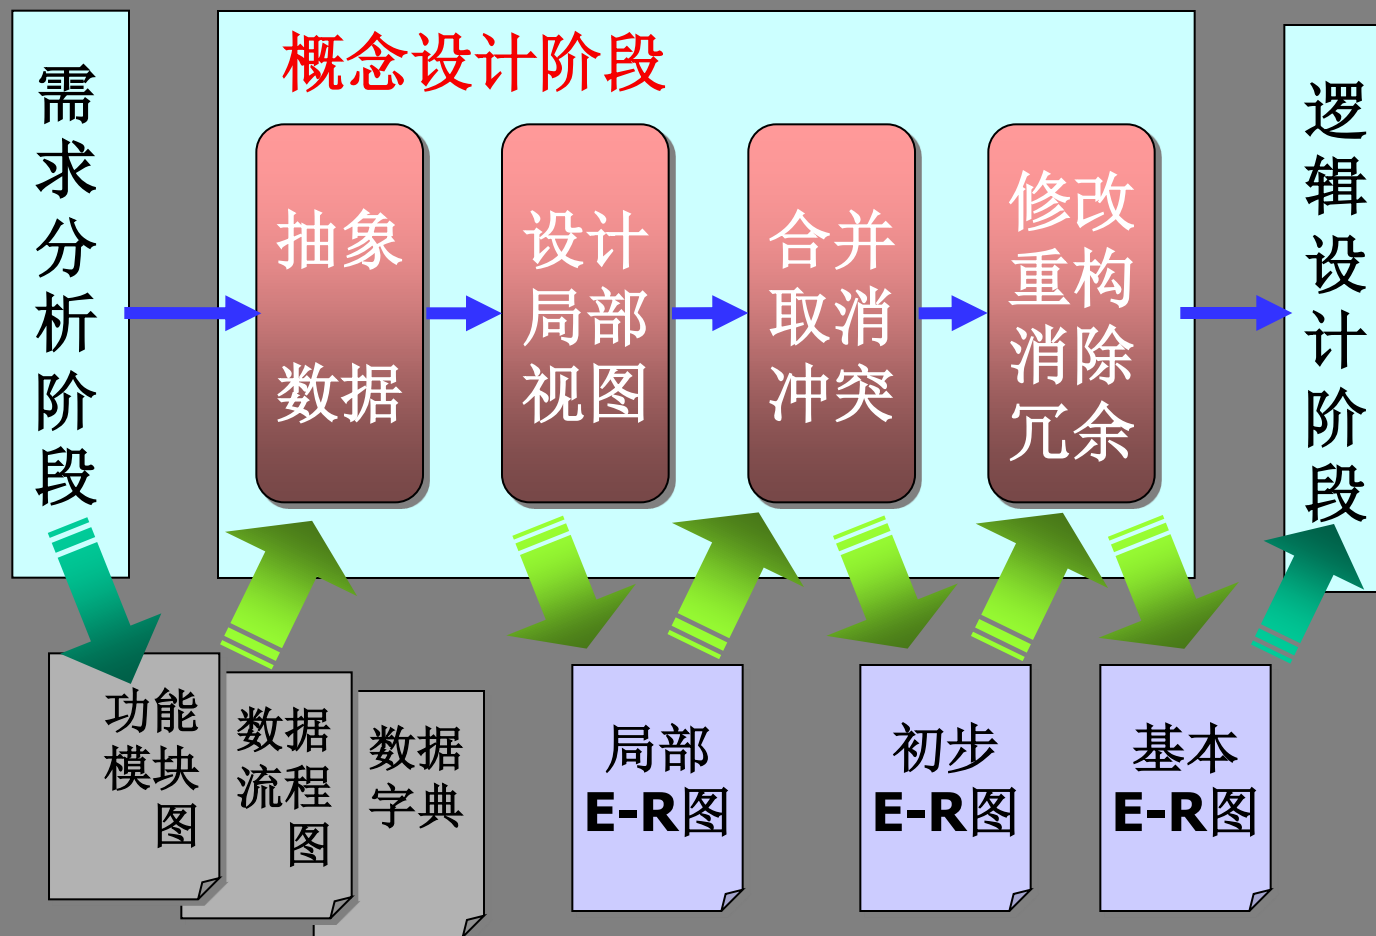 需求分析阶段
概念设计阶段
抽象
数据
设计
局部
视图
合并
取消
冲突
修改
重构
消除
冗余
逻辑设计阶段
功能
模块
图
数据
流程
图
数据
字典
局部
E-R图
初步
E-R图
基本
E-R图